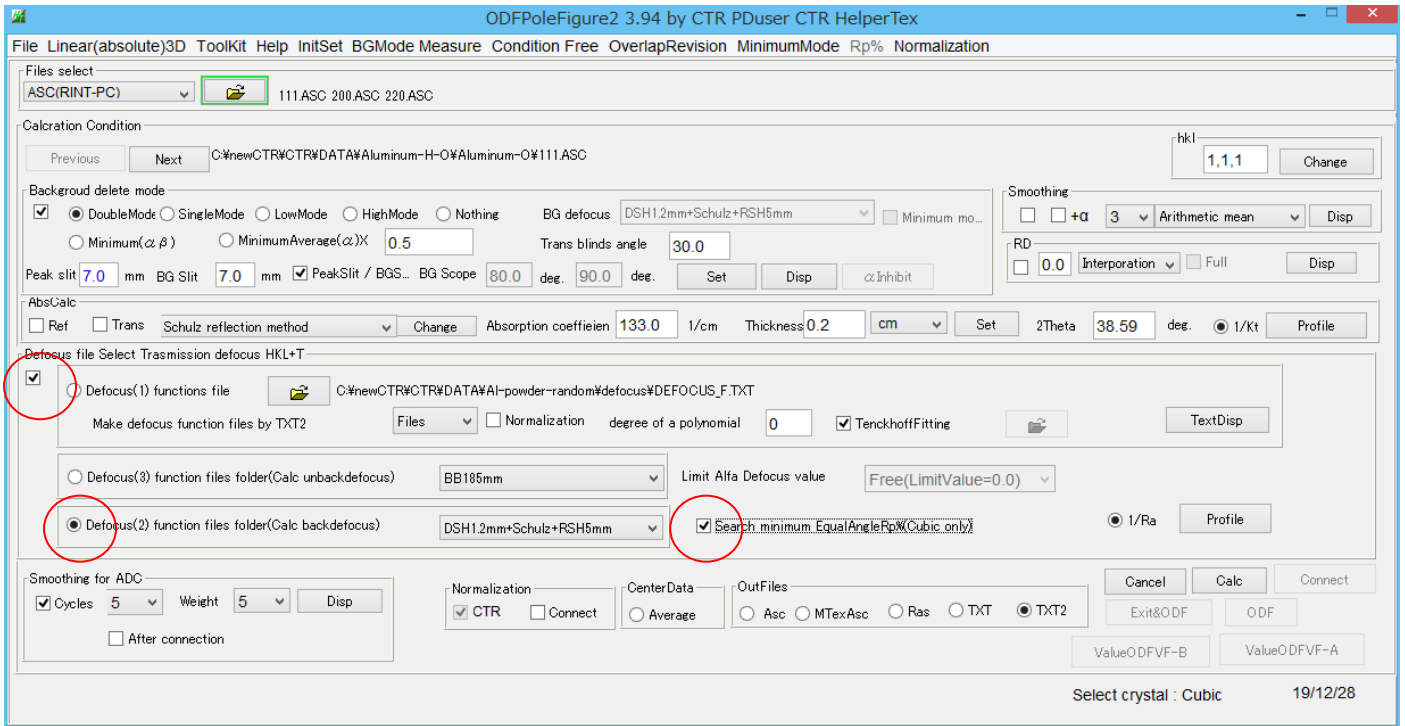 ODFPoleFigure2 3.94 by CTR PDuser CTR HelperTex
File Linear(absolute)3D ToolKit Help InitSet BGMode Measure Condition Free OverlapRevision MinimumMode Rp% Normalization
Files select
ASC(RINT-PC) 111.ASC 200.ASC 220.ASC
Calcration Condition
Previous Next C:¥newCTR¥CTR¥DATA¥Aluminum-H-O¥Aluminum-O¥111.ASC
hkl
1,1,1 Change
Backgroud delete mode
DoubleMode SingleMode LowMode HighMode Nothing BG defocus DSH1.2mm+Schulz+RSH5mm Minimum mo...
Minimum(α β) MinimumAverage(α)X 0.5 Trans blinds angle 30.0
Peak slit 7.0 mm BG Slit 7.0 mm PeakSlit / BGS... BG Scope 80.0 deg. 90.0 deg. Set Disp αInhibit
Smoothing
+α 3 Arithmetic mean Disp
RD
0.0 Interporation Full Disp
AbsCalc
Ref Trans Schulz reflection method Change Absorption coeffieien 133.0 1/cm Thickness 0.2 cm Set 2Theta 38.59 deg. 1/Kt Profile
Defocus file Select Trasmission defocus HKL+T
Defocus(1) functions file C:¥newCTR¥CTR¥DATA¥Al-powder-random¥defocus¥DEFOCUS_F.TXT
Make defocus function files by TXT2 Files Normalization degree of a polynomial 0 TenckhoffFitting TextDisp
Defocus(3) function files folder(Calc unbackdefocus) BB185mm Limit Alfa Defocus value Free(LimitValue=0.0)
Defocus(2) function files folder(Calc backdefocus) DSH1.2mm+Schulz+RSH5mm Search minimum EqualAngleRp%(Cubic only) 1/Ra Profile
Smoothing for ADC
Cycles 5 Weight 5 Disp
After connection
Normalization
CTR Connect
CenterData
Average
OutFiles
Asc MTexAsc Ras TXT TXT2
Cancel Calc Connect
Exit&ODF ODF
ValueODFVF-B ValueODFVF-A
Select crystal : Cubic 19/12/28